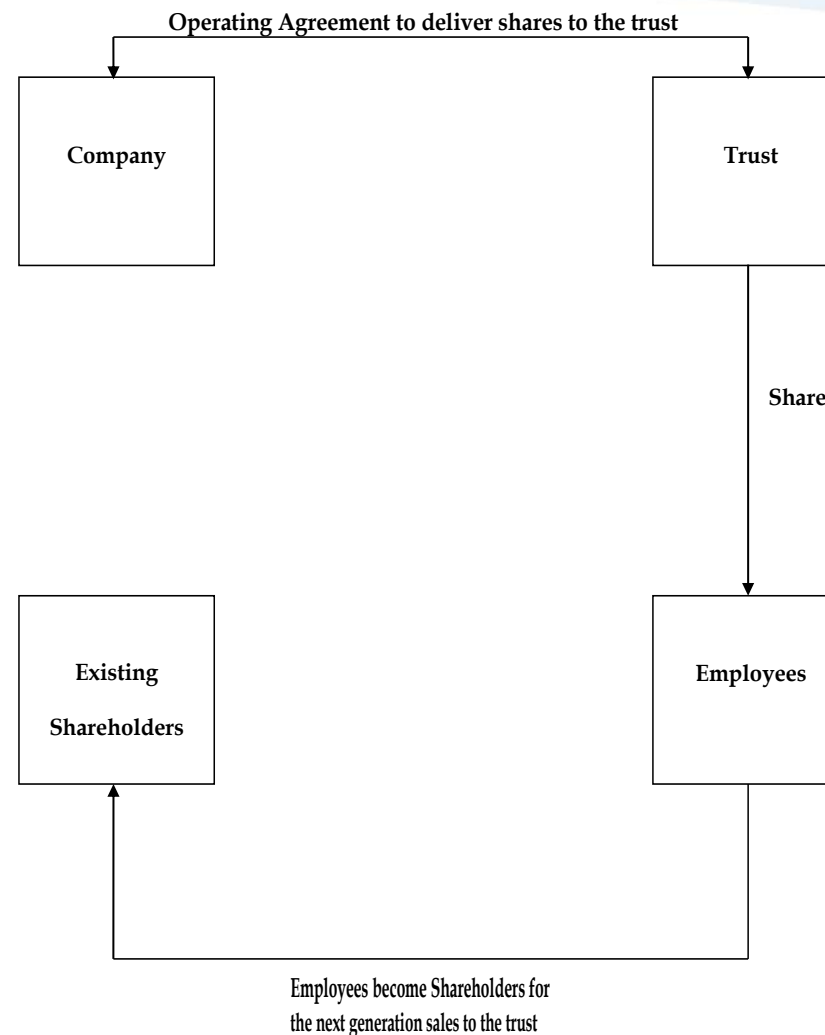 Operating Agreement to deliver shares to the trust
Company
Trust
Share
Existing
Shareholders
Employees
Employees become Shareholders for
the next generation sales to the trust